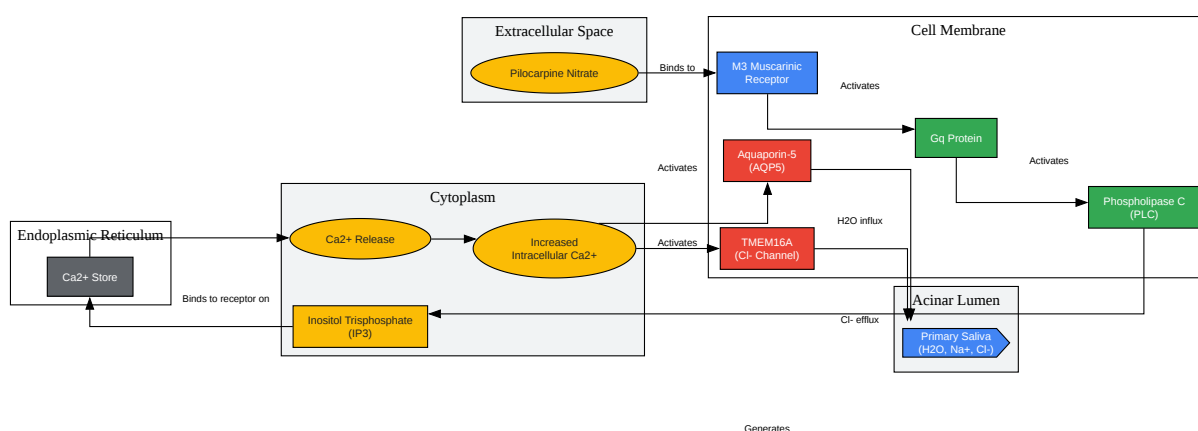 Extracellular Space
Pilocarpine Nitrate
Binds to
Cell Membrane
M3 Muscarinic
Receptor
Activates
Gq Protein
Activates
Phospholipase C
(PLC)
Aquaporin-5
(AQP5)
Activates
H2O influx
TMEM16A
(Cl- Channel)
Activates
Cytoplasm
Ca2+ Release
Increased
Intracellular Ca2+
Inositol Trisphosphate
(IP3)
Endoplasmic Reticulum
Ca2+ Store
Binds to receptor on
Cl- efflux
Acinar Lumen
Primary Saliva
(H2O, Na+, Cl-)
Generates